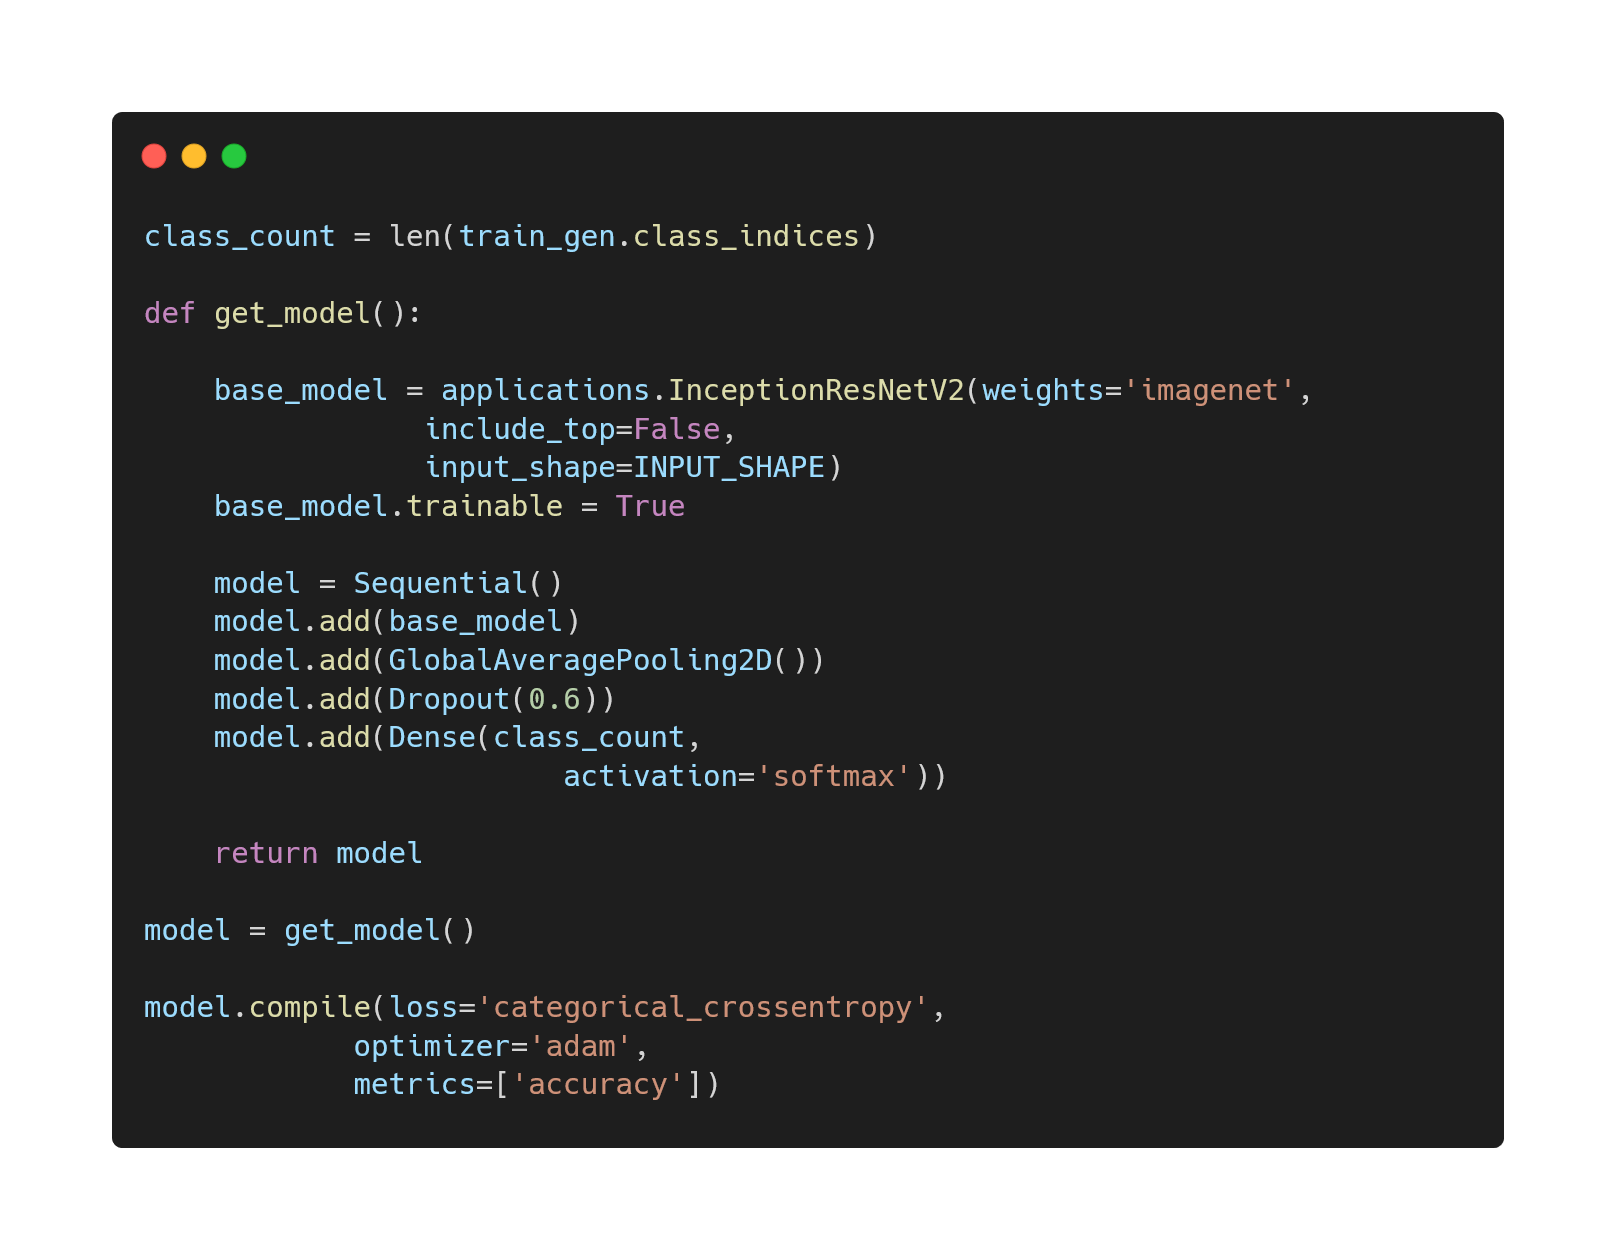 class_count = len(train_gen.class_indices)
def get_model():
    base_model = applications.InceptionResNetV2(weights='imagenet',
                include_top=False,
                input_shape=INPUT_SHAPE)
    base_model.trainable = True
    model = Sequential()
    model.add(base_model)
    model.add(GlobalAveragePooling2D())
    model.add(Dropout(0.6))
    model.add(Dense(class_count,
                        activation='softmax'))
    return model
model = get_model()
model.compile(loss='categorical_crossentropy',
            optimizer='adam',
            metrics=['accuracy'])